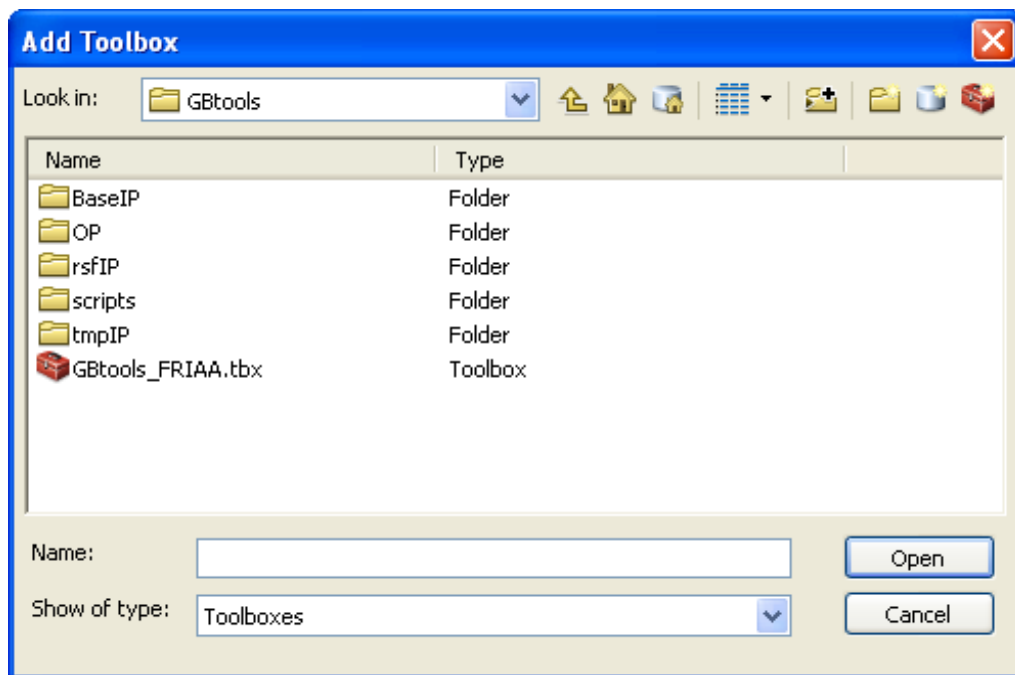 Add Toolbox
Look in: GBtools
Name Type
BaseIP Folder
OP Folder
rsfIP Folder
scripts Folder
tmpIP Folder
GBtools_FRIAA.tbx Toolbox
Name: Open
Show of type: Toolboxes Cancel